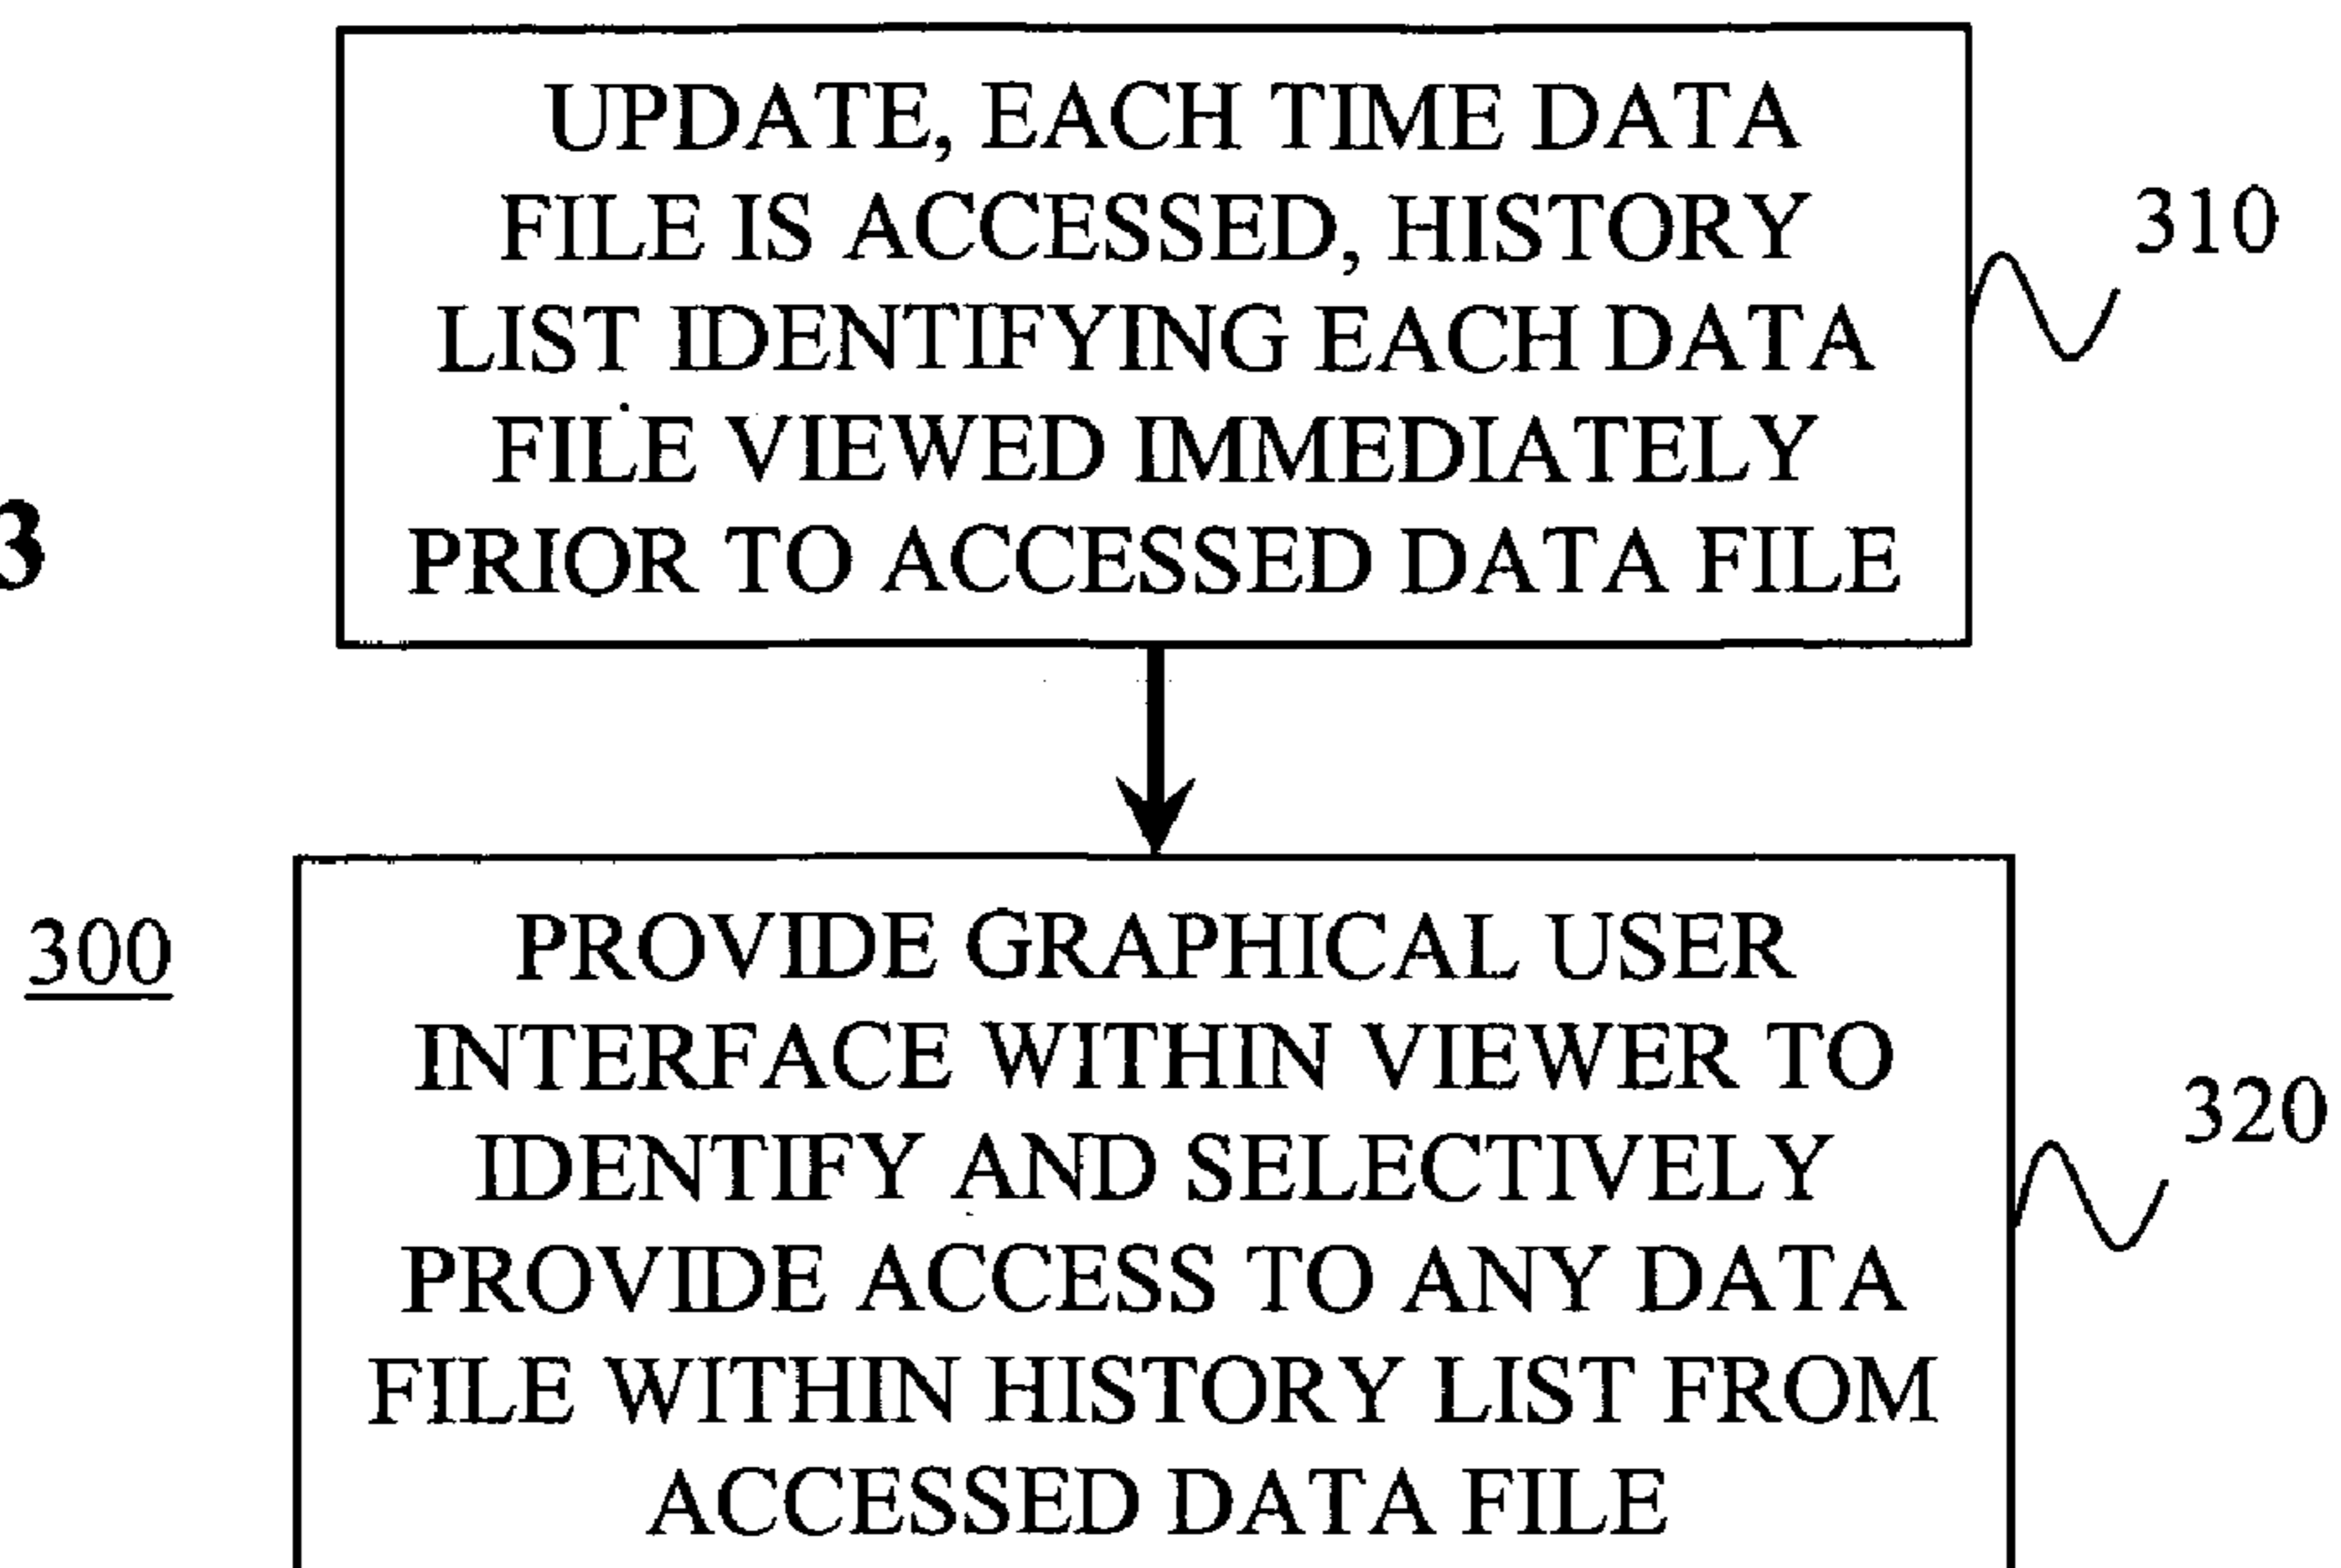 UPDATE, EACH TIME DATA
FILE IS ACCESSED, HISTORY
LIST IDENTIFYING EACH DATA
FILE VIEWED IMMEDIATELY
PRIOR TO ACCESSED DATA FILE
310
3
300
PROVIDE GRAPHICAL USER
INTERFACE WITHIN VIEWER TO
IDENTIFY AND SELECTIVELY
PROVIDE ACCESS TO ANY DATA
FILE WITHIN HISTORY LIST FROM
ACCESSED DATA FILE
320